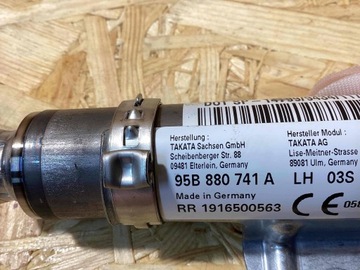 Herstellung :
TAKATA Sachsen GmbH
Scheibenberger Str. 88
09481 Elterlein, Germany
Hersteller Modul :
TAKATA AG
Lise-Meitner-Strasse
89081 Ulm, Germany
95B 880 741 A LH 03S
Made in Germany
RR 1916500563
CE